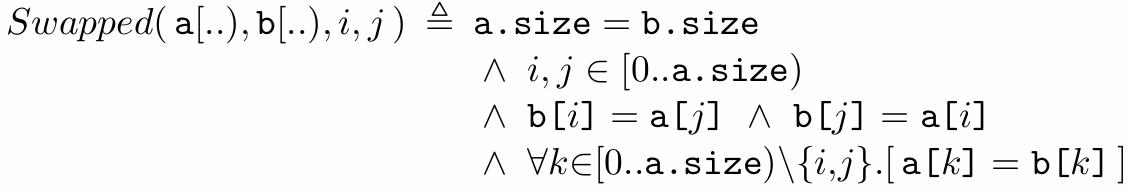 Swapped( a[..), b[..), i, j ) ≜ a.size = b.size
∧ i, j ∈ [0..a.size)
∧ b[i] = a[j] ∧ b[j] = a[i]
∧ ∀k∈[0..a.size)\{i,j}.[ a[k] = b[k] ]